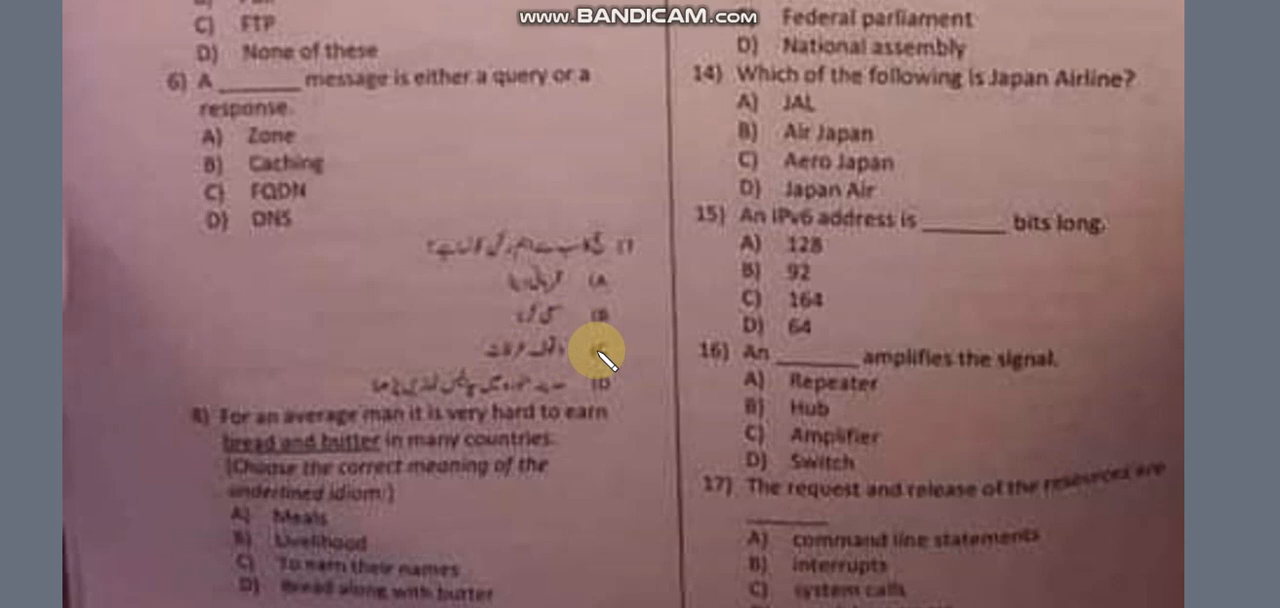 www.BANDICAM.com
C) FTP
D) None of these
6) A ________ message is either a query or a
response.
A) Zone
B) Caching
C) FQDN
D) DNS
(A
(B
(D
8) For an average man it is very hard to earn
bread and butter in many countries.
(Choose the correct meaning of the
underlined idiom:)
A) Meals
B) Livelihood
C) To earn their names
D) Bread along with butter
Federal parliament
D) National assembly
14) Which of the following is Japan Airline?
A) JAL
B) Air Japan
C) Aero Japan
D) Japan Air
15) An IPv6 address is ________ bits long.
A) 128
B) 92
C) 164
D) 64
16) An ________ amplifies the signal.
A) Repeater
B) Hub
C) Amplifier
D) Switch
17) The request and release of the resources are
________
A) command line statements
B) interrupts
C) system calls